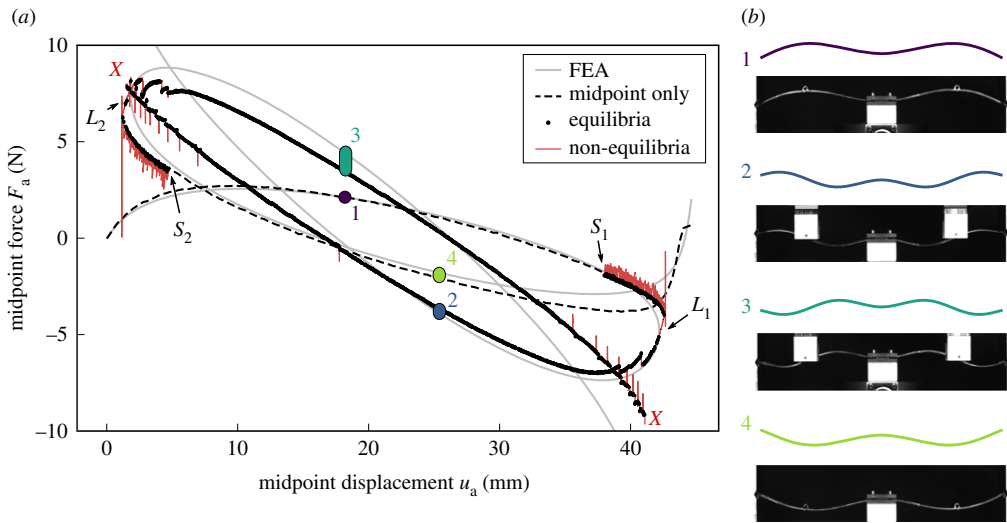 (a)
10
5
0
−5
−10
midpoint force Fₐ (N)
X
L₂
S₂
3
1
4
2
S₁
L₁
X
FEA
midpoint only
equilibria
non-equilibria
0
10
20
30
40
midpoint displacement uₐ (mm)
(b)
1
2
3
4